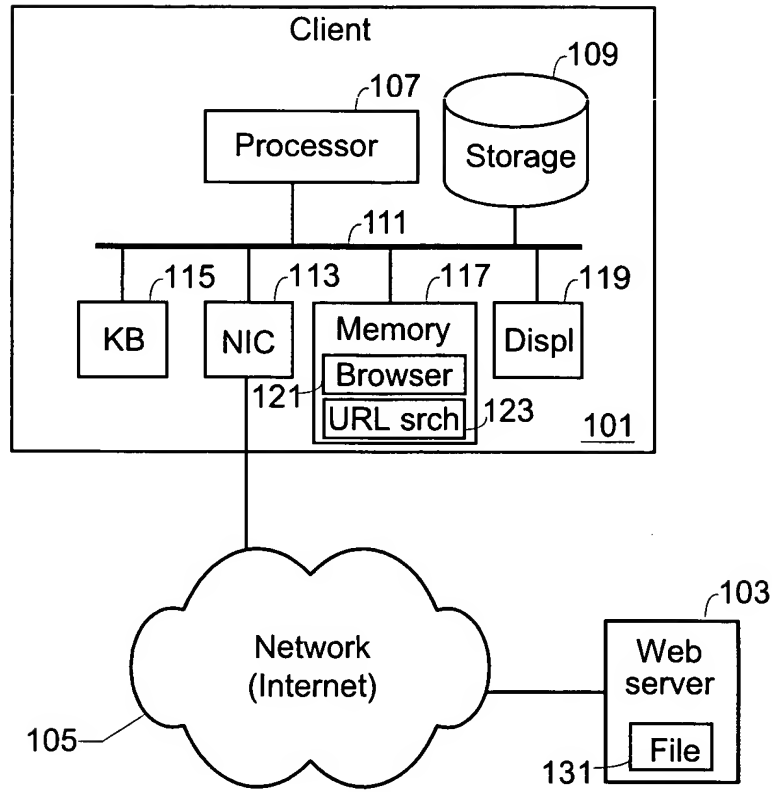 Client
107
109
Processor
Storage
111
115
113
117
119
KB
NIC
Memory
Displ
121
Browser
URL srch
123
101
103
Network
(Internet)
Web
server
105
File
131